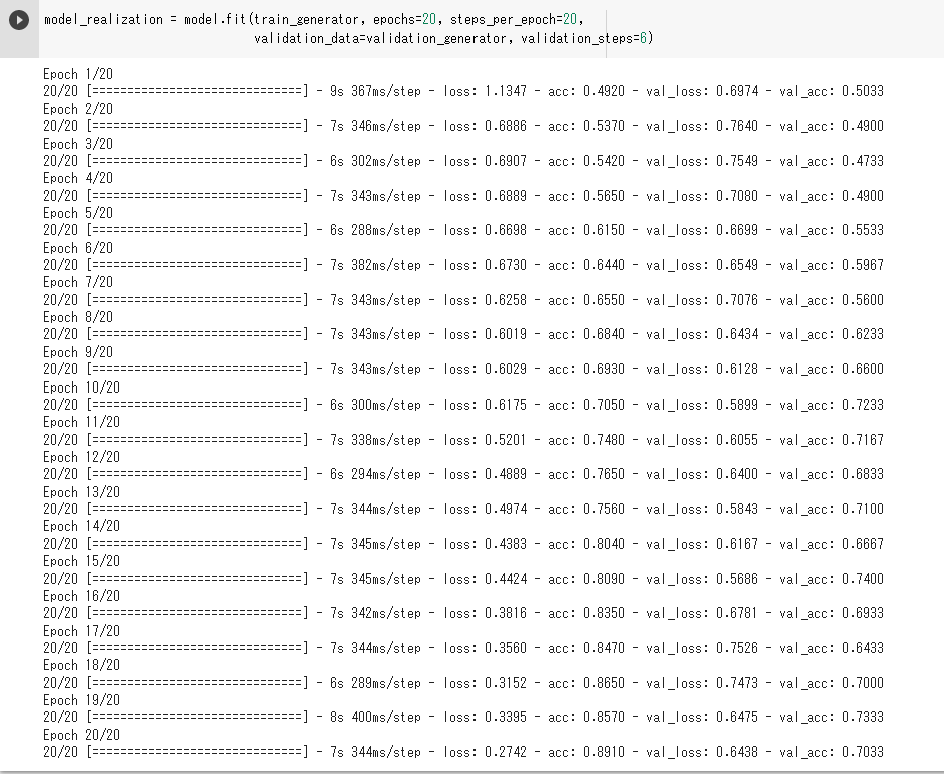 model_realization = model.fit(train_generator, epochs=20, steps_per_epoch=20,
validation_data=validation_generator, validation_steps=6)
Epoch 1/20
20/20 [==============================] - 9s 367ms/step - loss: 1.1347 - acc: 0.4920 - val_loss: 0.6974 - val_acc: 0.5033
Epoch 2/20
20/20 [==============================] - 7s 346ms/step - loss: 0.6886 - acc: 0.5370 - val_loss: 0.7640 - val_acc: 0.4900
Epoch 3/20
20/20 [==============================] - 6s 302ms/step - loss: 0.6907 - acc: 0.5420 - val_loss: 0.7549 - val_acc: 0.4733
Epoch 4/20
20/20 [==============================] - 7s 343ms/step - loss: 0.6889 - acc: 0.5650 - val_loss: 0.7080 - val_acc: 0.4900
Epoch 5/20
20/20 [==============================] - 6s 288ms/step - loss: 0.6698 - acc: 0.6150 - val_loss: 0.6699 - val_acc: 0.5533
Epoch 6/20
20/20 [==============================] - 7s 382ms/step - loss: 0.6730 - acc: 0.6440 - val_loss: 0.6549 - val_acc: 0.5967
Epoch 7/20
20/20 [==============================] - 7s 343ms/step - loss: 0.6258 - acc: 0.6550 - val_loss: 0.7076 - val_acc: 0.5600
Epoch 8/20
20/20 [==============================] - 7s 343ms/step - loss: 0.6019 - acc: 0.6840 - val_loss: 0.6434 - val_acc: 0.6233
Epoch 9/20
20/20 [==============================] - 7s 343ms/step - loss: 0.6029 - acc: 0.6930 - val_loss: 0.6128 - val_acc: 0.6600
Epoch 10/20
20/20 [==============================] - 6s 300ms/step - loss: 0.6175 - acc: 0.7050 - val_loss: 0.5899 - val_acc: 0.7233
Epoch 11/20
20/20 [==============================] - 7s 338ms/step - loss: 0.5201 - acc: 0.7480 - val_loss: 0.6055 - val_acc: 0.7167
Epoch 12/20
20/20 [==============================] - 6s 294ms/step - loss: 0.4889 - acc: 0.7650 - val_loss: 0.6400 - val_acc: 0.6833
Epoch 13/20
20/20 [==============================] - 7s 344ms/step - loss: 0.4974 - acc: 0.7560 - val_loss: 0.5843 - val_acc: 0.7100
Epoch 14/20
20/20 [==============================] - 7s 345ms/step - loss: 0.4383 - acc: 0.8040 - val_loss: 0.6167 - val_acc: 0.6667
Epoch 15/20
20/20 [==============================] - 7s 345ms/step - loss: 0.4424 - acc: 0.8090 - val_loss: 0.5686 - val_acc: 0.7400
Epoch 16/20
20/20 [==============================] - 7s 342ms/step - loss: 0.3816 - acc: 0.8350 - val_loss: 0.6781 - val_acc: 0.6933
Epoch 17/20
20/20 [==============================] - 7s 344ms/step - loss: 0.3560 - acc: 0.8470 - val_loss: 0.7526 - val_acc: 0.6433
Epoch 18/20
20/20 [==============================] - 6s 289ms/step - loss: 0.3152 - acc: 0.8650 - val_loss: 0.7473 - val_acc: 0.7000
Epoch 19/20
20/20 [==============================] - 8s 400ms/step - loss: 0.3395 - acc: 0.8570 - val_loss: 0.6475 - val_acc: 0.7333
Epoch 20/20
20/20 [==============================] - 7s 344ms/step - loss: 0.2742 - acc: 0.8910 - val_loss: 0.6438 - val_acc: 0.7033